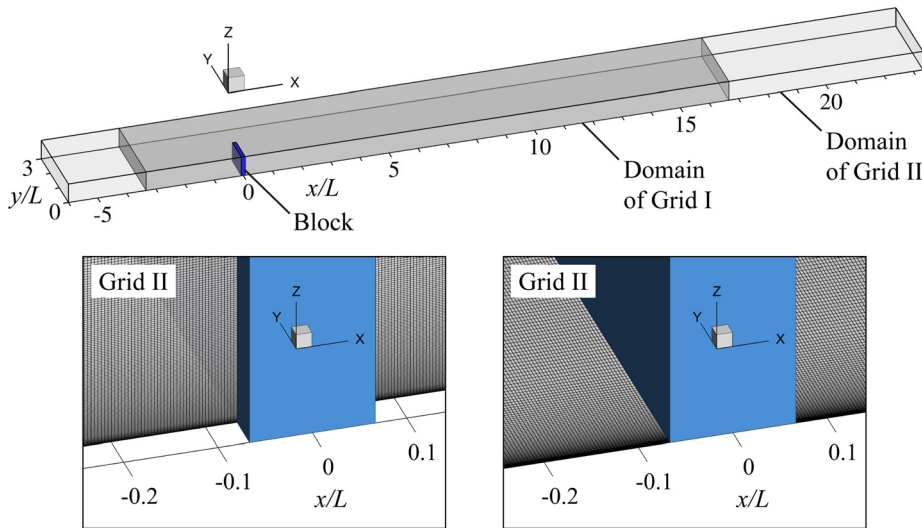 Z
Y
X
3
y/L
0
-5
0
x/L
5
10
15
20
Block
Domain
of Grid I
Domain
of Grid II
Grid II
Z
Y
X
-0.2
-0.1
0
0.1
x/L
Grid II
Z
Y
X
-0.2
-0.1
0
0.1
x/L